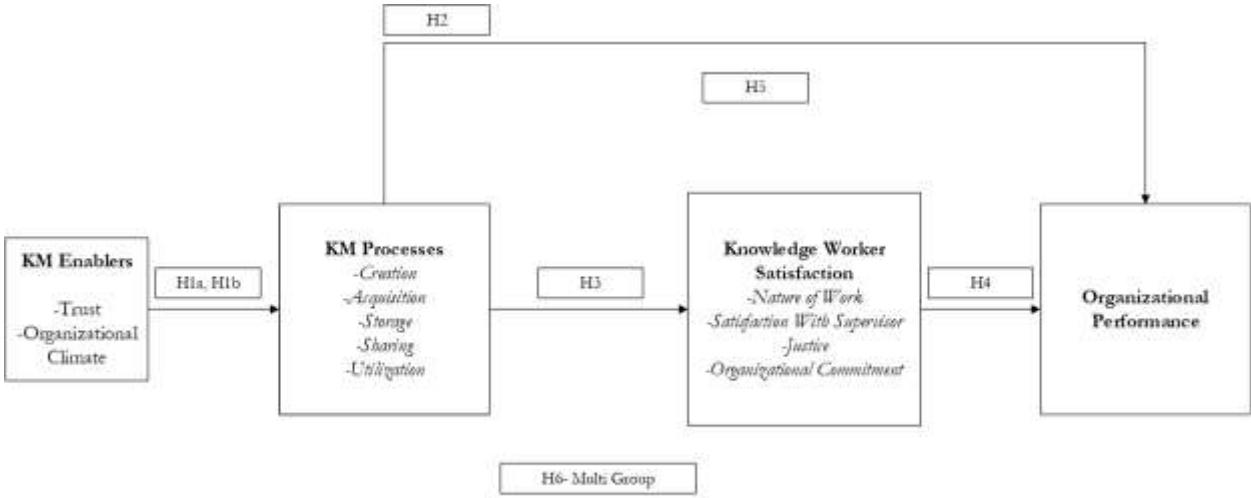 H2
H5
KM Enablers
-Trust
-Organizational
Climate
H1a, H1b
KM Processes
-Creation
-Acquisition
-Storage
-Sharing
-Utilization
H3
Knowledge Worker
Satisfaction
-Nature of Work
-Satisfaction With Supervisor
-Justice
-Organizational Commitment
H4
Organizational
Performance
H6- Multi Group